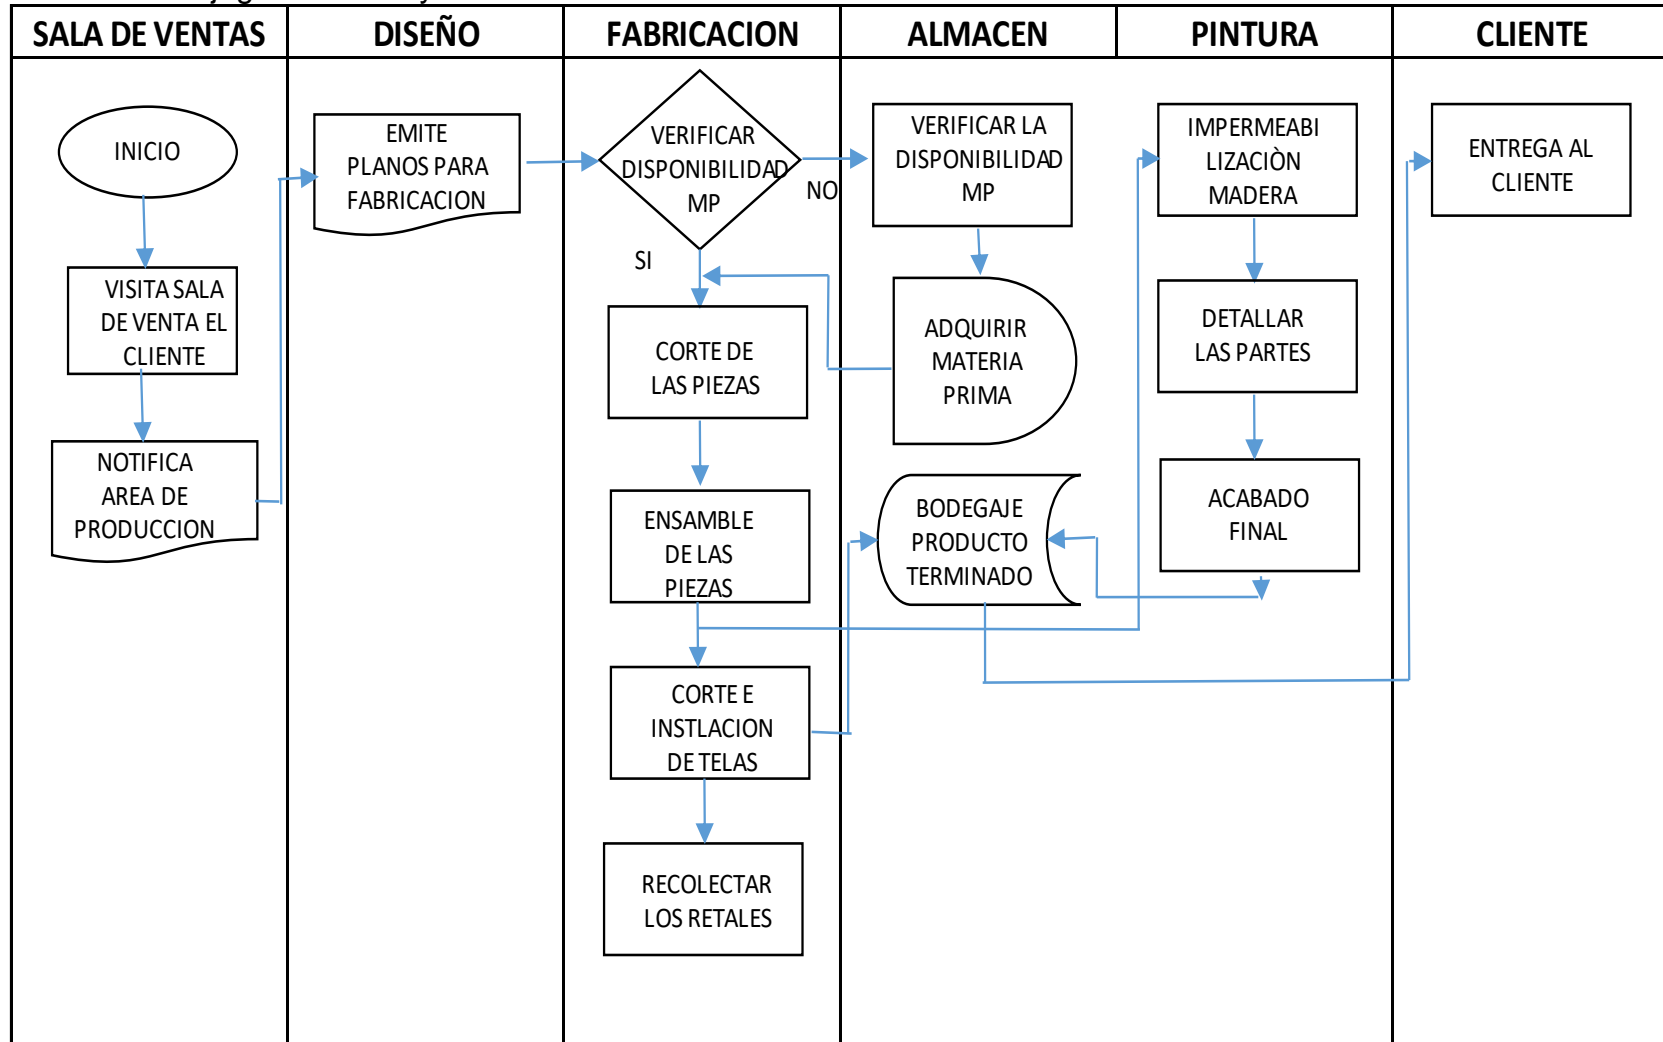 SALA DE VENTAS
DISEÑO
FABRICACION
ALMACEN
PINTURA
CLIENTE
INICIO
VISITA SALA
DE VENTA EL
CLIENTE
NOTIFICA
AREA DE
PRODUCCION
EMITE
PLANOS PARA
FABRICACION
VERIFICAR
DISPONIBILIDAD
MP
NO
SI
CORTE DE
LAS PIEZAS
ENSAMBLE
DE LAS
PIEZAS
CORTE E
INSTLACION
DE TELAS
RECOLECTAR
LOS RETALES
VERIFICAR LA
DISPONIBILIDAD
MP
ADQUIRIR
MATERIA
PRIMA
BODEGAJE
PRODUCTO
TERMINADO
IMPERMEABI
LIZACIÒN
MADERA
DETALLAR
LAS PARTES
ACABADO
FINAL
ENTREGA AL
CLIENTE